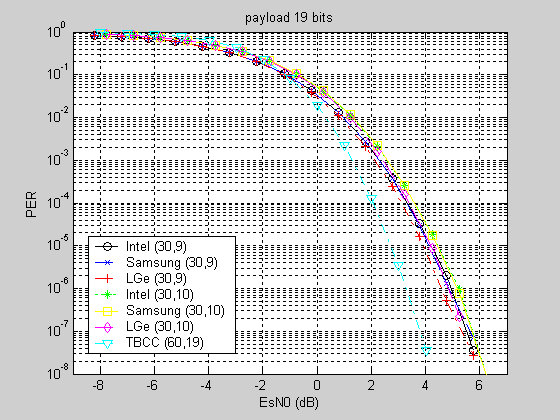 payload 19 bits
10^0
10^-1
10^-2
10^-3
10^-4
10^-5
10^-6
10^-7
10^-8
PER
Intel (30,9)
Samsung (30,9)
LGe (30,9)
Intel (30,10)
Samsung (30,10)
LGe (30,10)
TBCC (60,19)
-8 -6 -4 -2 0 2 4 6
EsN0 (dB)